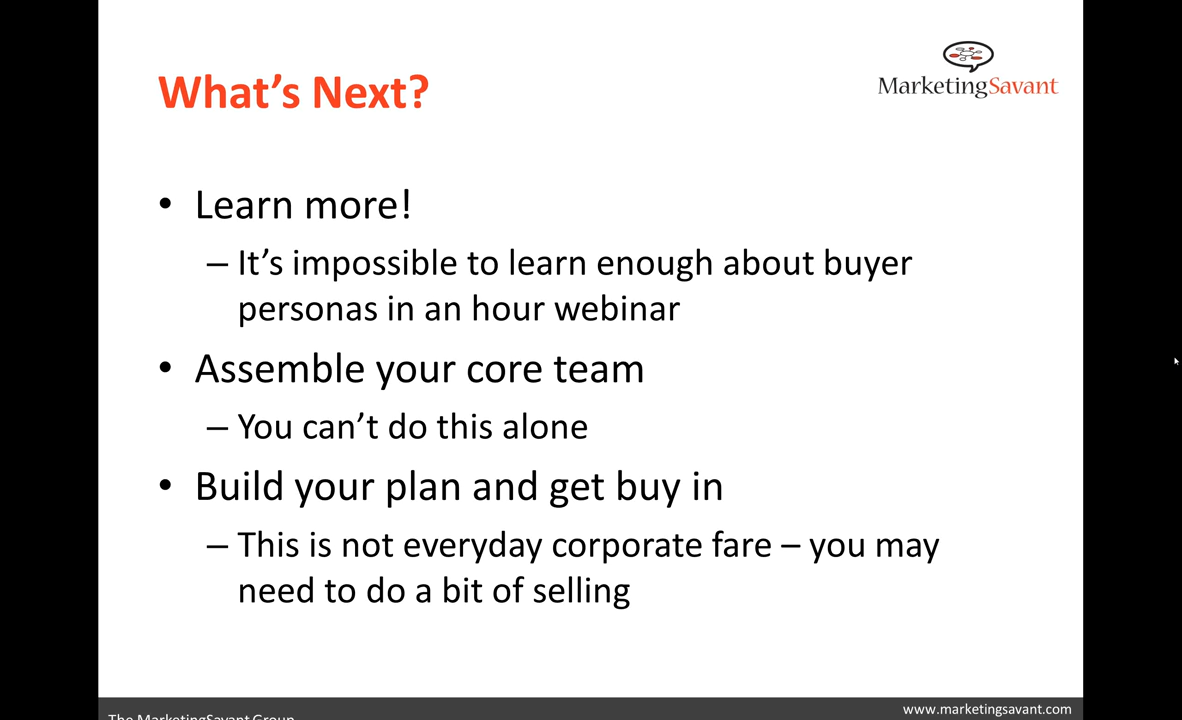 MarketingSavant
What's Next?
• Learn more!
– It's impossible to learn enough about buyer
personas in an hour webinar
• Assemble your core team
– You can't do this alone
• Build your plan and get buy in
– This is not everyday corporate fare – you may
need to do a bit of selling
The MarketingSavant Group
www.marketingsavant.com